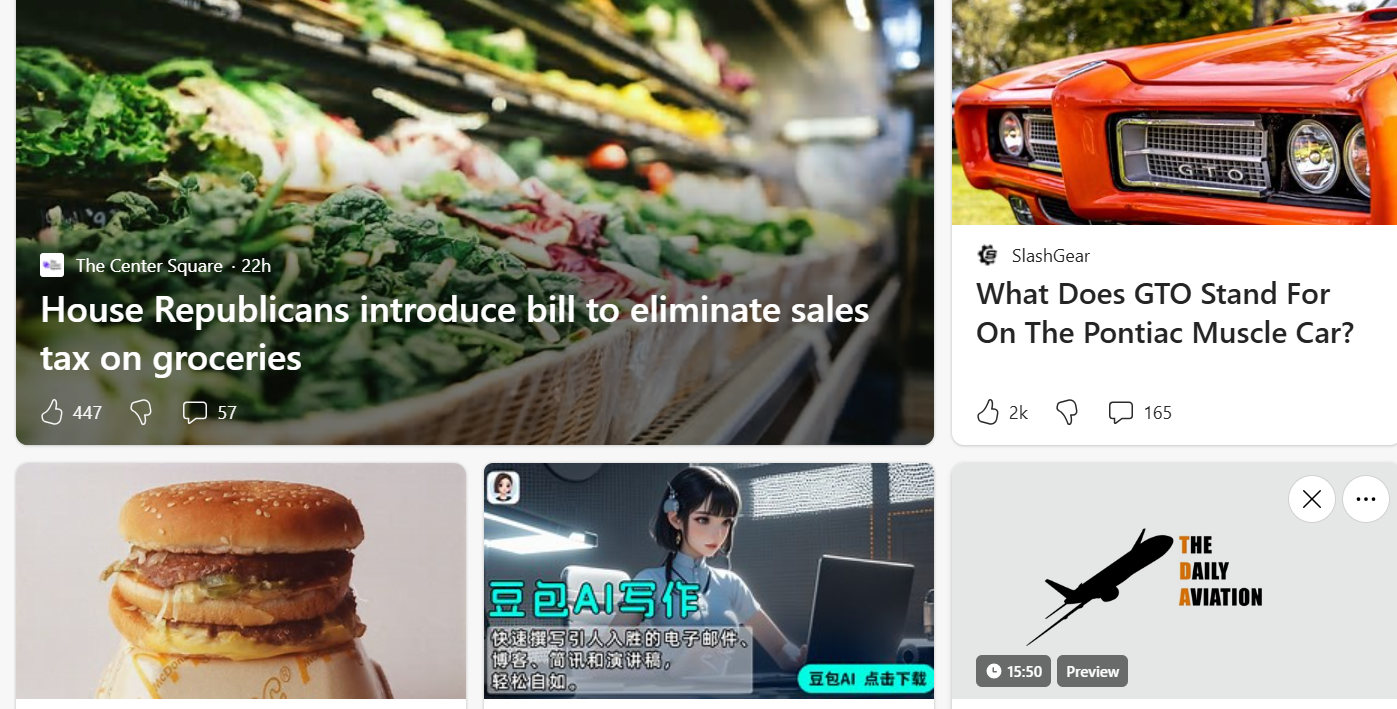 The Center Square · 22h
House Republicans introduce bill to eliminate sales
tax on groceries
447
57
GTO
SlashGear
What Does GTO Stand For
On The Pontiac Muscle Car?
2k
165
豆包AI写作
快速撰写引人入胜的电子邮件、
博客、简讯和演讲稿，
轻松自如。
豆包AI 点击下载
THE
DAILY
AVIATION
15:50
Preview